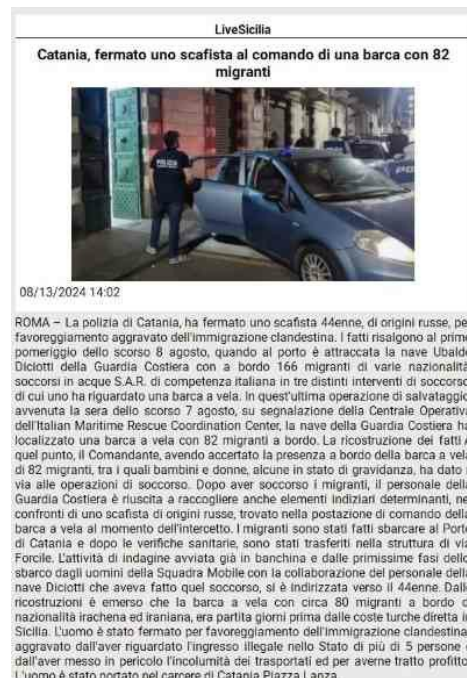 LiveSicilia
Catania, fermato uno scafista al comando di una barca con 82
migranti
POLIZIA
08/13/2024 14:02
ROMA – La polizia di Catania, ha fermato uno scafista 44enne, di origini russe, per
favoreggiamento aggravato dell'immigrazione clandestina. I fatti risalgono al primo
pomeriggio dello scorso 8 agosto, quando al porto è attraccata la nave Ubaldo
Diciotti della Guardia Costiera con a bordo 166 migranti di varie nazionalità
soccorsi in acque S.A.R. di competenza italiana in tre distinti interventi di soccorso
di cui uno ha riguardato una barca a vela. In quest'ultima operazione di salvataggio
avvenuta la sera dello scorso 7 agosto, su segnalazione della Centrale Operativa
dell'Italian Maritime Rescue Coordination Center, la nave della Guardia Costiera ha
localizzato una barca a vela con 82 migranti a bordo. La ricostruzione dei fatti A
quel punto, il Comandante, avendo accertato la presenza a bordo della barca a vela
di 82 migranti, tra i quali bambini e donne, alcune in stato di gravidanza, ha dato i
via alle operazioni di soccorso. Dopo aver soccorso i migranti, il personale della
Guardia Costiera è riuscita a raccogliere anche elementi indiziari determinanti, ne
confronti di uno scafista di origini russe, trovato nella postazione di comando della
barca a vela al momento dell'intercetto. I migranti sono stati fatti sbarcare al Porto
di Catania e dopo le verifiche sanitarie, sono stati trasferiti nella struttura di via
Forcile. L'attività di indagine avviata già in banchina e dalle primissime fasi dello
sbarco dagli uomini della Squadra Mobile con la collaborazione del personale della
nave Diciotti che aveva fatto quel soccorso, si è indirizzata verso il 44enne. Dalle
ricostruzioni è emerso che la barca a vela con circa 80 migranti a bordo d
nazionalità irachena ed iraniana, era partita giorni prima dalle coste turche diretta in
Sicilia. L'uomo è stato fermato per favoreggiamento dell'immigrazione clandestina,
aggravato dall'aver riguardato l'ingresso illegale nello Stato di più di 5 persone e
dall'aver messo in pericolo l'incolumità dei trasportati ed per averne tratto profitto.
L'uomo è stato portato nel carcere di Catania Piazza Lanza.